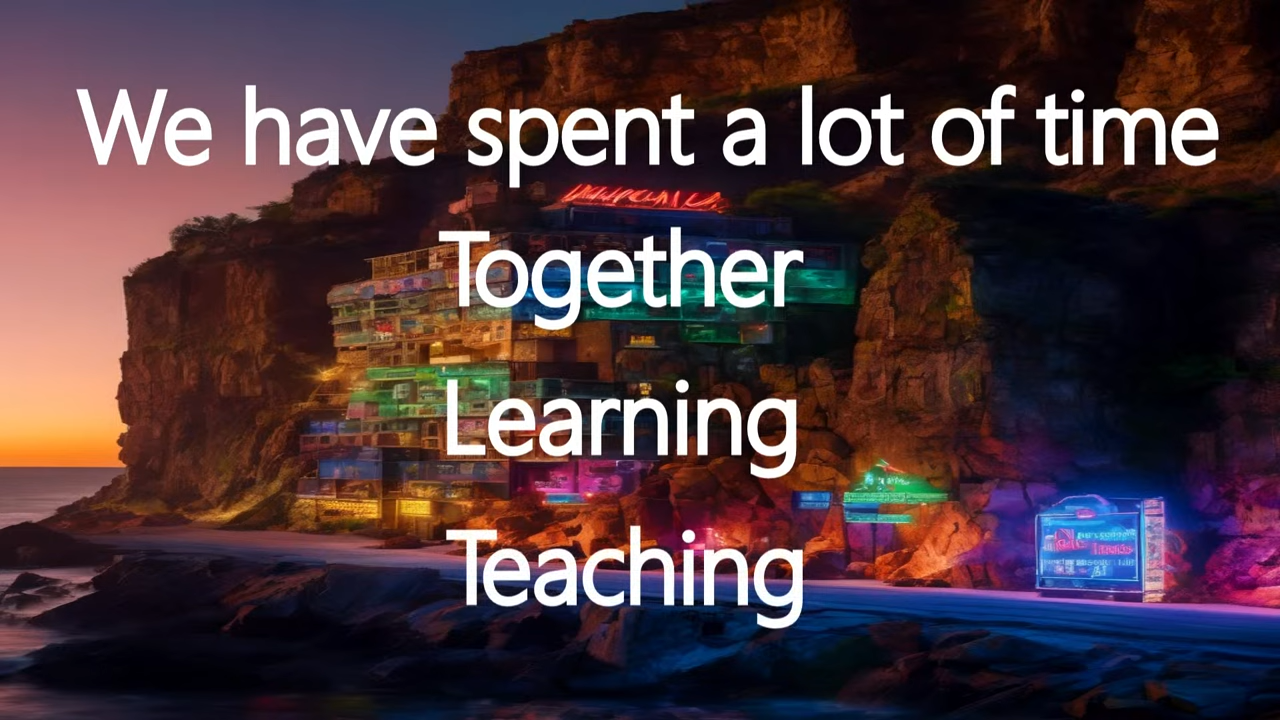 We have spent a lot of time
Together
Learning
Teaching